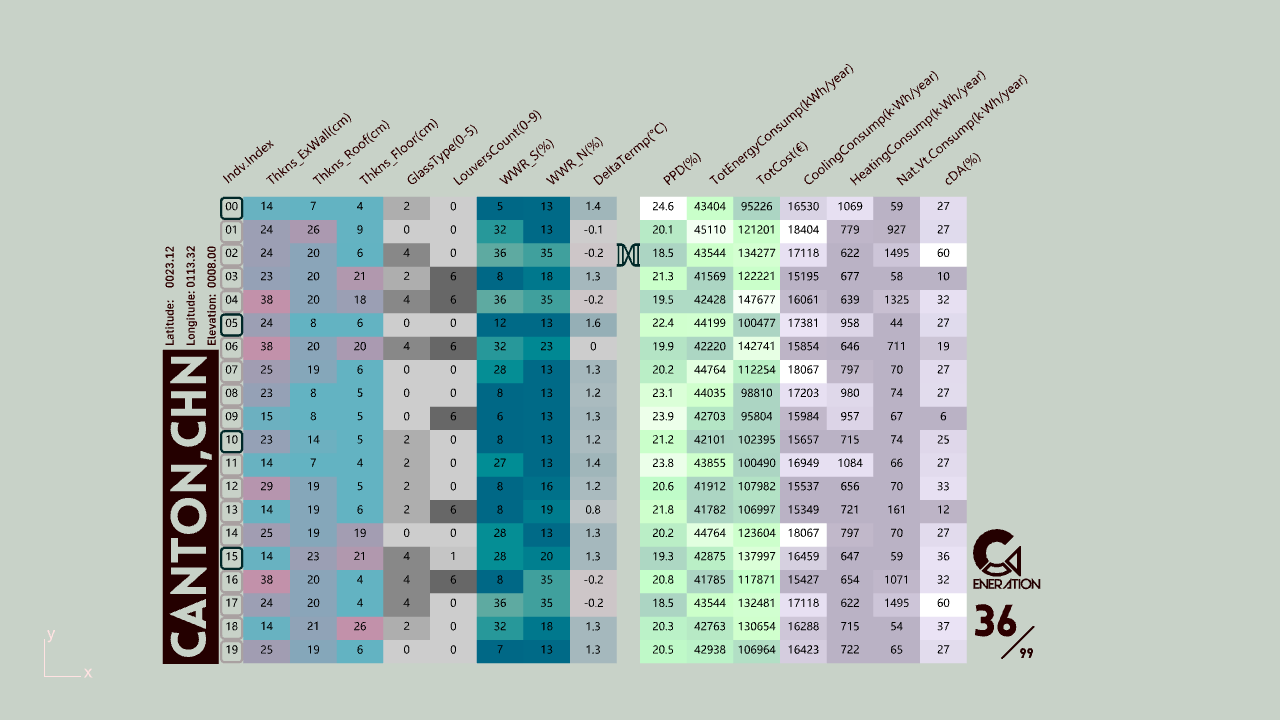 Indv.Index Thkns_ExWall(cm) Thkns_Roof(cm) Thkns_Floor(cm) GlassType(0-5) LouversCount(0-9) WWR_S(%) WWR_N(%) DeltaTermp(°C) PPD(%) TotEnergyConsump(kWh/year) TotCost(€) CoolingConsump(k·Wh/year) HeatingConsump(k·Wh/year) Nat.Vt.Consump(k·Wh/year) cDA(%)
00 14 7 4 2 0 5 13 1.4 24.6 43404 95226 16530 1069 59 27
01 24 26 9 0 0 32 13 -0.1 20.1 45110 121201 18404 779 927 27
02 24 20 6 4 0 36 35 -0.2 18.5 43544 134277 17118 622 1495 60
03 23 20 21 2 6 8 18 1.3 21.3 41569 122221 15195 677 58 10
04 38 20 18 4 6 36 35 -0.2 19.5 42428 147677 16061 639 1325 32
05 24 8 6 0 0 12 13 1.6 22.4 44199 100477 17381 958 44 27
06 38 20 20 4 6 32 23 0 19.9 42220 142741 15854 646 711 19
07 25 19 6 0 0 28 13 1.3 20.2 44764 112254 18067 797 70 27
08 23 8 5 0 0 8 13 1.2 23.1 44035 98810 17203 980 74 27
09 15 8 5 0 6 6 13 1.3 23.9 42703 95804 15984 957 67 6
10 23 14 5 2 0 8 13 1.2 21.2 42101 102395 15657 715 74 25
11 14 7 4 2 0 27 13 1.4 23.8 43855 100490 16949 1084 66 27
12 29 19 5 2 0 8 16 1.2 20.6 41912 107982 15537 656 70 33
13 14 19 6 2 6 8 19 0.8 21.8 41782 106997 15349 721 161 12
14 25 19 19 0 0 28 13 1.3 20.2 44764 123604 18067 797 70 27
15 14 23 21 4 1 28 20 1.3 19.3 42875 137997 16459 647 59 36
16 38 20 4 4 6 8 35 -0.2 20.8 41785 117871 15427 654 1071 32
17 24 20 4 4 0 36 35 -0.2 18.5 43544 132481 17118 622 1495 60
18 14 21 26 2 0 32 18 1.3 20.3 42763 130654 16288 715 54 37
19 25 19 6 0 0 7 13 1.3 20.5 42938 106964 16423 722 65 27
Latitude: 0023.12
Longitude: 0113.32
Elevation: 0008.00
CANTON,CHN
G
ENERATION
36/99
y
x